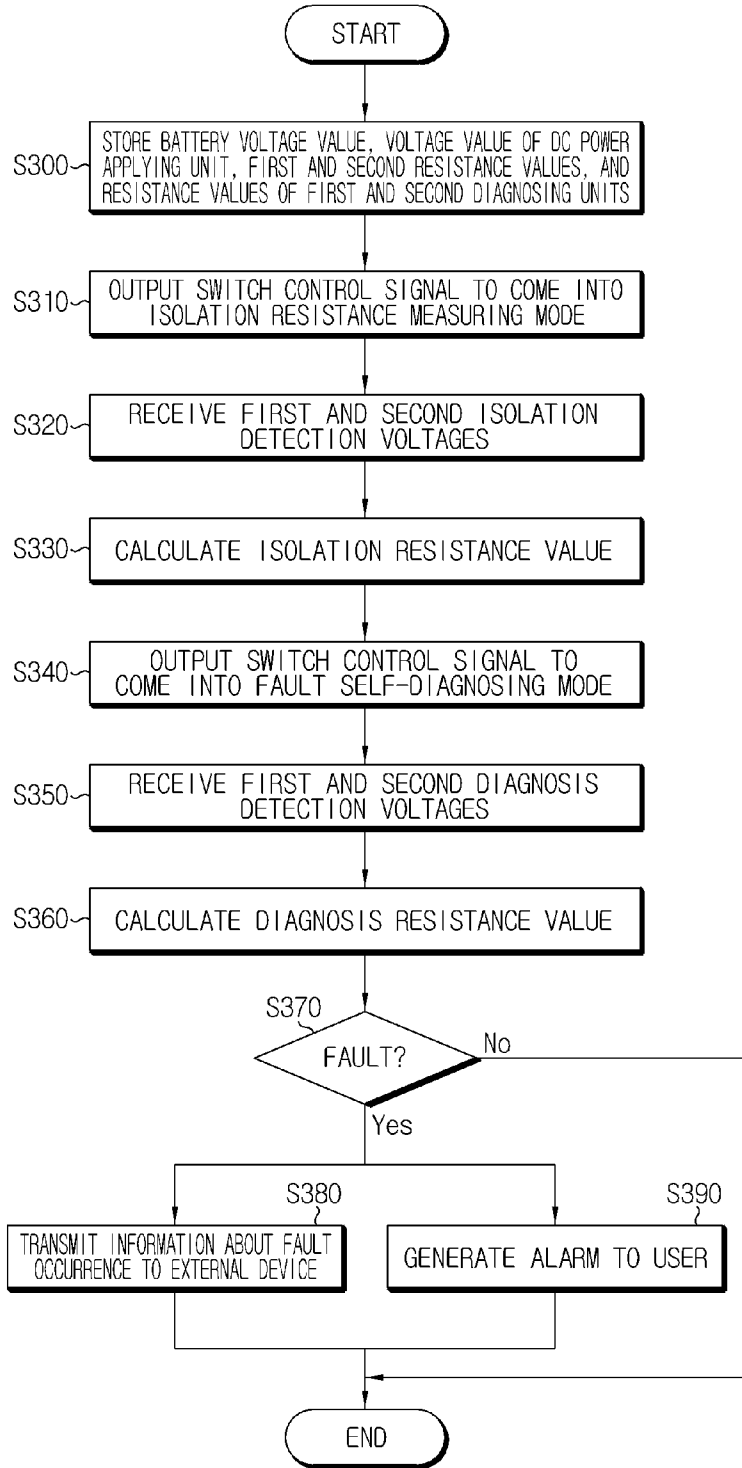 START
S300
STORE BATTERY VOLTAGE VALUE, VOLTAGE VALUE OF DC POWER
APPLYING UNIT, FIRST AND SECOND RESISTANCE VALUES, AND
RESISTANCE VALUES OF FIRST AND SECOND DIAGNOSING UNITS
S310
OUTPUT SWITCH CONTROL SIGNAL TO COME INTO
ISOLATION RESISTANCE MEASURING MODE
S320
RECEIVE FIRST AND SECOND ISOLATION
DETECTION VOLTAGES
S330
CALCULATE ISOLATION RESISTANCE VALUE
S340
OUTPUT SWITCH CONTROL SIGNAL TO
COME INTO FAULT SELF-DIAGNOSING MODE
S350
RECEIVE FIRST AND SECOND DIAGNOSIS
DETECTION VOLTAGES
S360
CALCULATE DIAGNOSIS RESISTANCE VALUE
S370
FAULT?
No
Yes
S380
TRANSMIT INFORMATION ABOUT FAULT
OCCURRENCE TO EXTERNAL DEVICE
S390
GENERATE ALARM TO USER
END